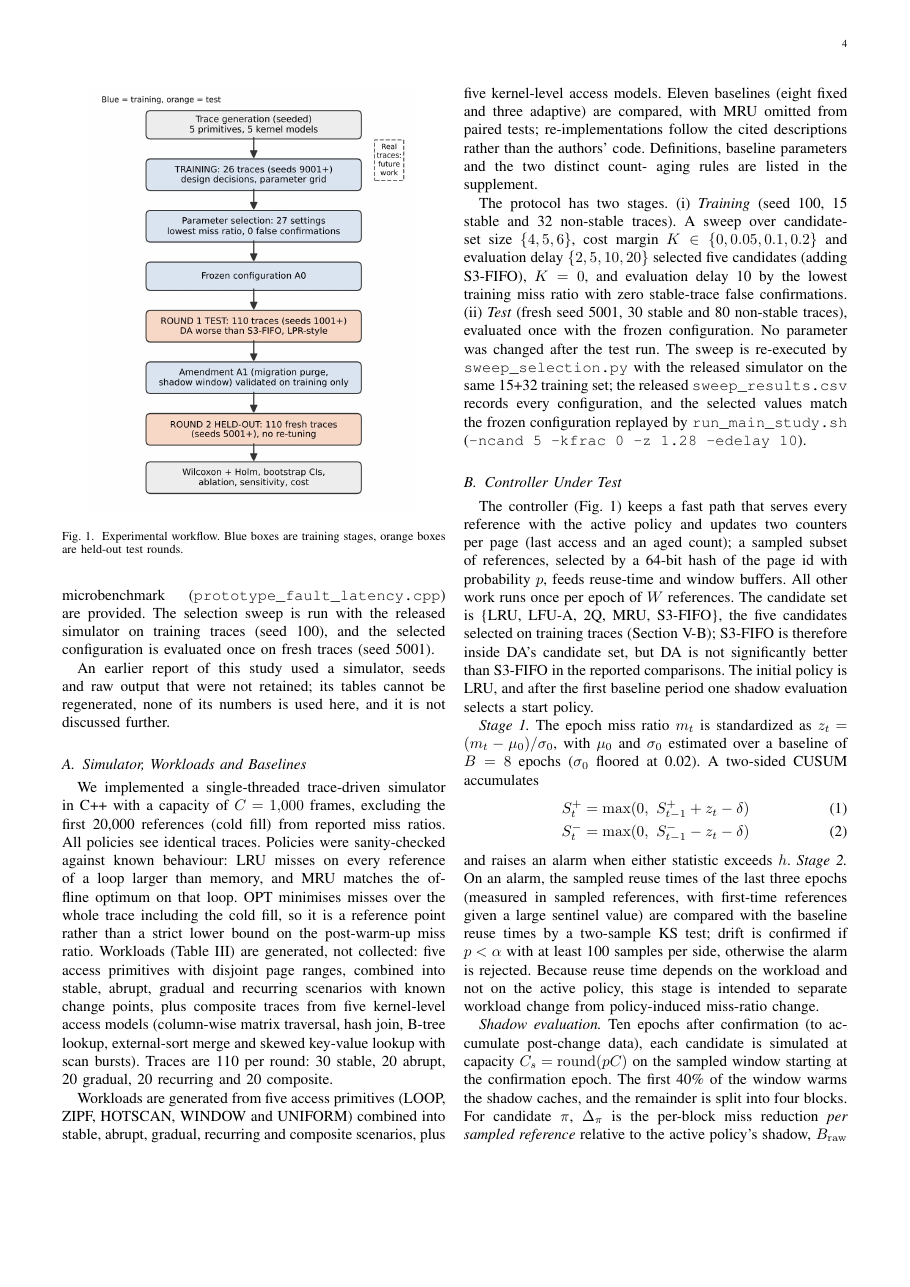 4
Blue = training, orange = test
Trace generation (seeded)
5 primitives, 5 kernel models
Real
traces:
future
work
TRAINING: 26 traces (seeds 9001+)
design decisions, parameter grid
Parameter selection: 27 settings
lowest miss ratio, 0 false confirmations
Frozen configuration A0
ROUND 1 TEST: 110 traces (seeds 1001+)
DA worse than S3-FIFO, LPR-style
Amendment A1 (migration purge,
shadow window) validated on training only
ROUND 2 HELD-OUT: 110 fresh traces
(seeds 5001+), no re-tuning
Wilcoxon + Holm, bootstrap CIs,
ablation, sensitivity, cost
Fig. 1. Experimental workflow. Blue boxes are training stages, orange boxes
are held-out test rounds.
microbenchmark (prototype_fault_latency.cpp)
are provided. The selection sweep is run with the released
simulator on training traces (seed 100), and the selected
configuration is evaluated once on fresh traces (seed 5001).
An earlier report of this study used a simulator, seeds
and raw output that were not retained; its tables cannot be
regenerated, none of its numbers is used here, and it is not
discussed further.
A. Simulator, Workloads and Baselines
We implemented a single-threaded trace-driven simulator
in C++ with a capacity of C = 1,000 frames, excluding the
first 20,000 references (cold fill) from reported miss ratios.
All policies see identical traces. Policies were sanity-checked
against known behaviour: LRU misses on every reference
of a loop larger than memory, and MRU matches the of-
fline optimum on that loop. OPT minimises misses over the
whole trace including the cold fill, so it is a reference point
rather than a strict lower bound on the post-warm-up miss
ratio. Workloads (Table III) are generated, not collected: five
access primitives with disjoint page ranges, combined into
stable, abrupt, gradual and recurring scenarios with known
change points, plus composite traces from five kernel-level
access models (column-wise matrix traversal, hash join, B-tree
lookup, external-sort merge and skewed key-value lookup with
scan bursts). Traces are 110 per round: 30 stable, 20 abrupt,
20 gradual, 20 recurring and 20 composite.
Workloads are generated from five access primitives (LOOP,
ZIPF, HOTSCAN, WINDOW and UNIFORM) combined into
stable, abrupt, gradual, recurring and composite scenarios, plus
five kernel-level access models. Eleven baselines (eight fixed
and three adaptive) are compared, with MRU omitted from
paired tests; re-implementations follow the cited descriptions
rather than the authors' code. Definitions, baseline parameters
and the two distinct count- aging rules are listed in the
supplement.
The protocol has two stages. (i) Training (seed 100, 15
stable and 32 non-stable traces). A sweep over candidate-
set size {4, 5, 6}, cost margin K ∈ {0, 0.05, 0.1, 0.2} and
evaluation delay {2, 5, 10, 20} selected five candidates (adding
S3-FIFO), K = 0, and evaluation delay 10 by the lowest
training miss ratio with zero stable-trace false confirmations.
(ii) Test (fresh seed 5001, 30 stable and 80 non-stable traces),
evaluated once with the frozen configuration. No parameter
was changed after the test run. The sweep is re-executed by
sweep_selection.py with the released simulator on the
same 15+32 training set; the released sweep_results.csv
records every configuration, and the selected values match
the frozen configuration replayed by run_main_study.sh
(-ncand 5 -kfrac 0 -z 1.28 -edelay 10).
B. Controller Under Test
The controller (Fig. 1) keeps a fast path that serves every
reference with the active policy and updates two counters
per page (last access and an aged count); a sampled subset
of references, selected by a 64-bit hash of the page id with
probability p, feeds reuse-time and window buffers. All other
work runs once per epoch of W references. The candidate set
is {LRU, LFU-A, 2Q, MRU, S3-FIFO}, the five candidates
selected on training traces (Section V-B); S3-FIFO is therefore
inside DA's candidate set, but DA is not significantly better
than S3-FIFO in the reported comparisons. The initial policy is
LRU, and after the first baseline period one shadow evaluation
selects a start policy.
Stage 1. The epoch miss ratio mₜ is standardized as zₜ =
(mₜ − μ₀)/σ₀, with μ₀ and σ₀ estimated over a baseline of
B = 8 epochs (σ₀ floored at 0.02). A two-sided CUSUM
accumulates
S⁺ₜ = max(0, S⁺ₜ₋₁ + zₜ − δ) (1)
S⁻ₜ = max(0, S⁻ₜ₋₁ − zₜ − δ) (2)
and raises an alarm when either statistic exceeds h. Stage 2.
On an alarm, the sampled reuse times of the last three epochs
(measured in sampled references, with first-time references
given a large sentinel value) are compared with the baseline
reuse times by a two-sample KS test; drift is confirmed if
p < α with at least 100 samples per side, otherwise the alarm
is rejected. Because reuse time depends on the workload and
not on the active policy, this stage is intended to separate
workload change from policy-induced miss-ratio change.
Shadow evaluation. Ten epochs after confirmation (to ac-
cumulate post-change data), each candidate is simulated at
capacity Cₛ = round(pC) on the sampled window starting at
the confirmation epoch. The first 40% of the window warms
the shadow caches, and the remainder is split into four blocks.
For candidate π, Δπ is the per-block miss reduction per
sampled reference relative to the active policy's shadow, B_raw